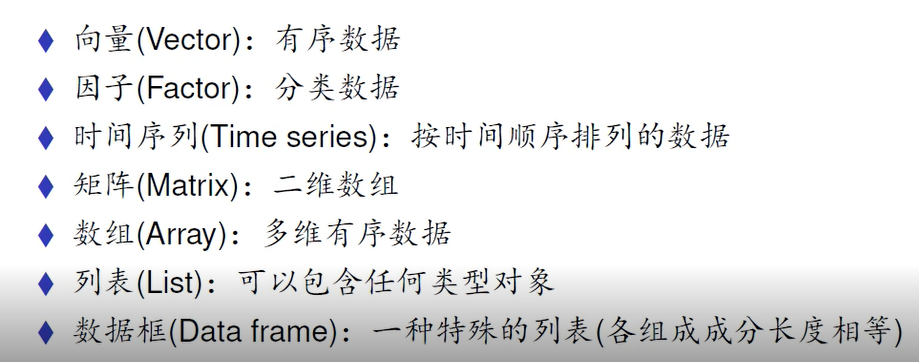 向量(Vector)：有序数据
因子(Factor)：分类数据
时间序列(Time series)：按时间顺序排列的数据
矩阵(Matrix)：二维数组
数组(Array)：多维有序数据
列表(List)：可以包含任何类型对象
数据框(Data frame)：一种特殊的列表(各组成成分长度相等)